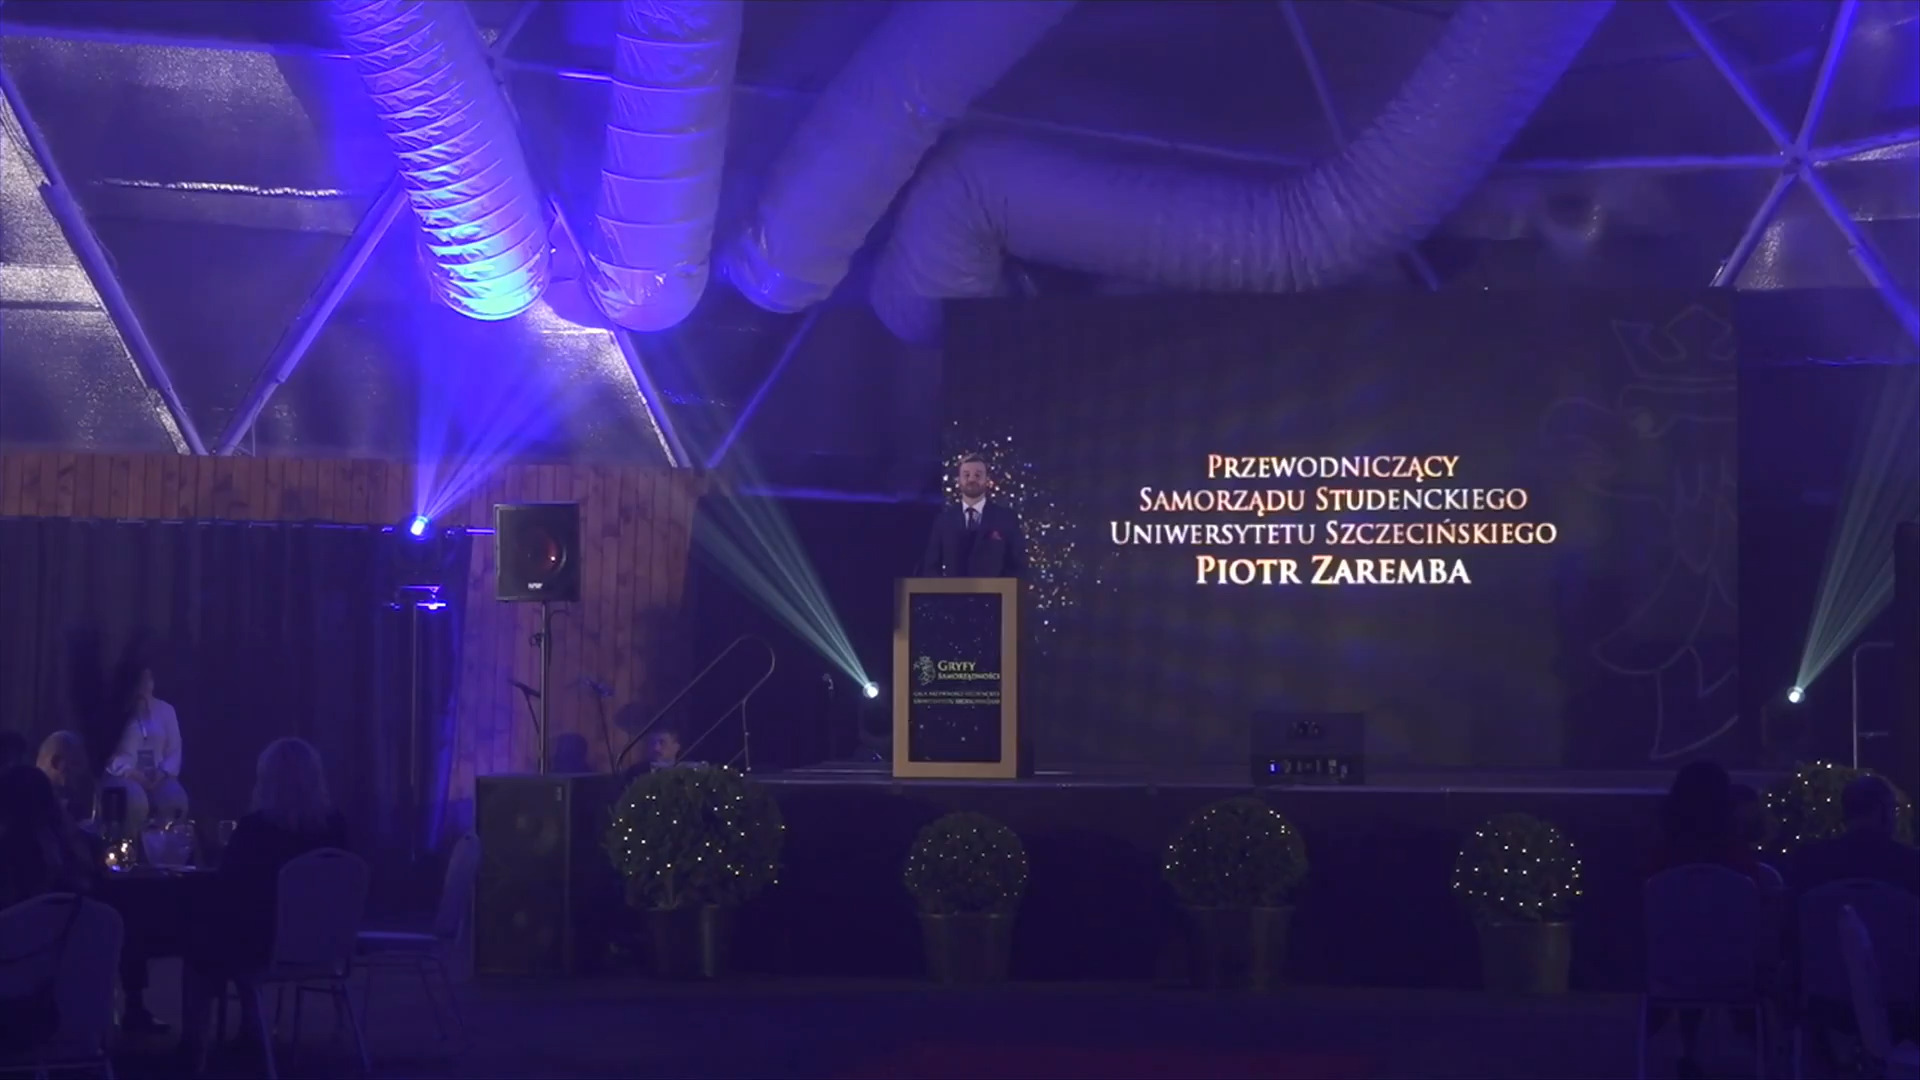 Przewodniczący
Samorządu Studenckiego
Uniwersytetu Szczecińskiego
Piotr Zaremba
Gryfy
Samorządności